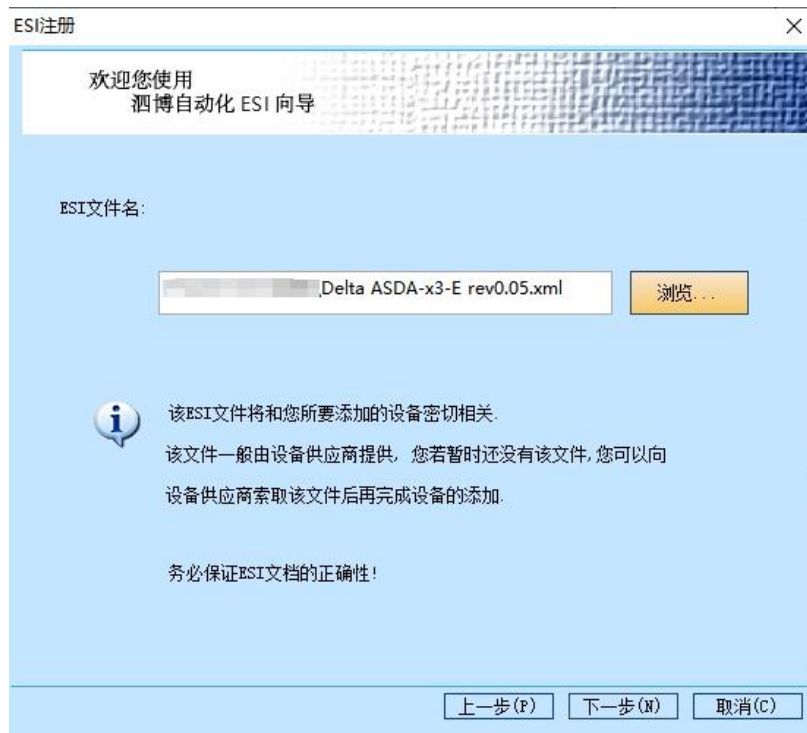 ESI注册
欢迎您使用
泗博自动化 ESI 向导
ESI文件名:
Delta ASDA-x3-E rev0.05.xml
浏览...
该ESI文件将和您所要添加的设备密切相关.
该文件一般由设备供应商提供, 您若暂时还没有该文件,您可以向
设备供应商索取该文件后再完成设备的添加.
务必保证ESI文档的正确性!
上一步(P) 下一步(N) 取消(C)